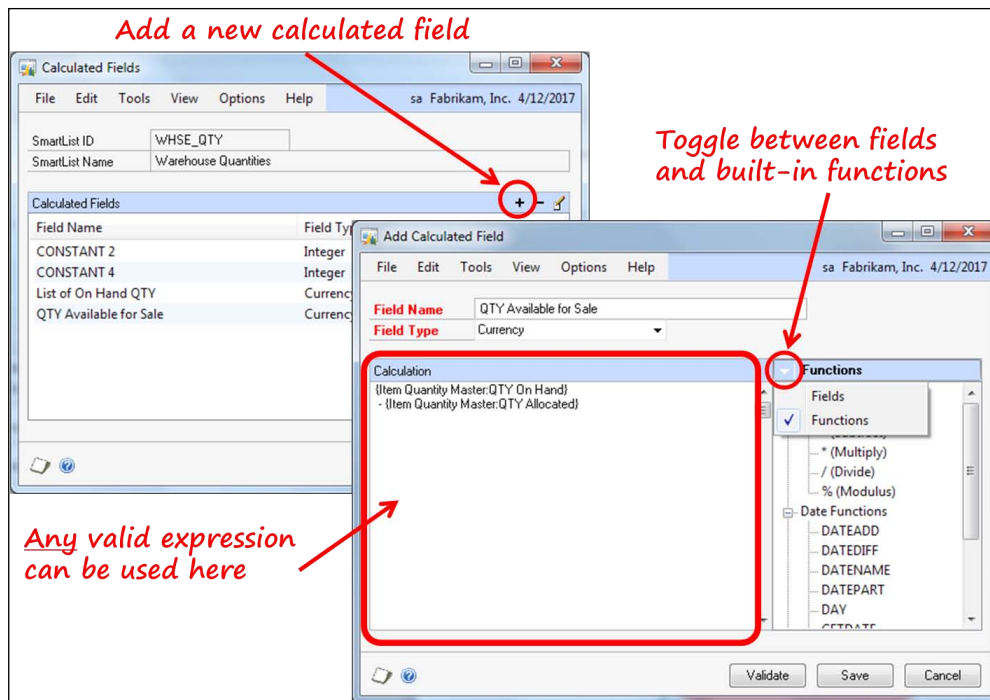 Add a new calculated field
Calculated Fields
File Edit Tools View Options Help sa Fabrikam, Inc. 4/12/2017
SmartList ID WHSE_QTY
SmartList Name Warehouse Quantities
Calculated Fields
Field Name Field Ty
CONSTANT 2 Integer
CONSTANT 4 Integer
List of On Hand QTY Currency
QTY Available for Sale Currency
Toggle between fields
and built-in functions
Add Calculated Field
File Edit Tools View Options Help sa Fabrikam, Inc. 4/12/2017
Field Name QTY Available for Sale
Field Type Currency
Calculation
{Item Quantity Master:QTY On Hand}
- {Item Quantity Master:QTY Allocated}
Functions
Fields
Functions
* (Multiply)
/ (Divide)
% (Modulus)
Date Functions
DATEADD
DATEDIFF
DATENAME
DATEPART
DAY
GETDATE
Validate Save Cancel
Any valid expression
can be used here